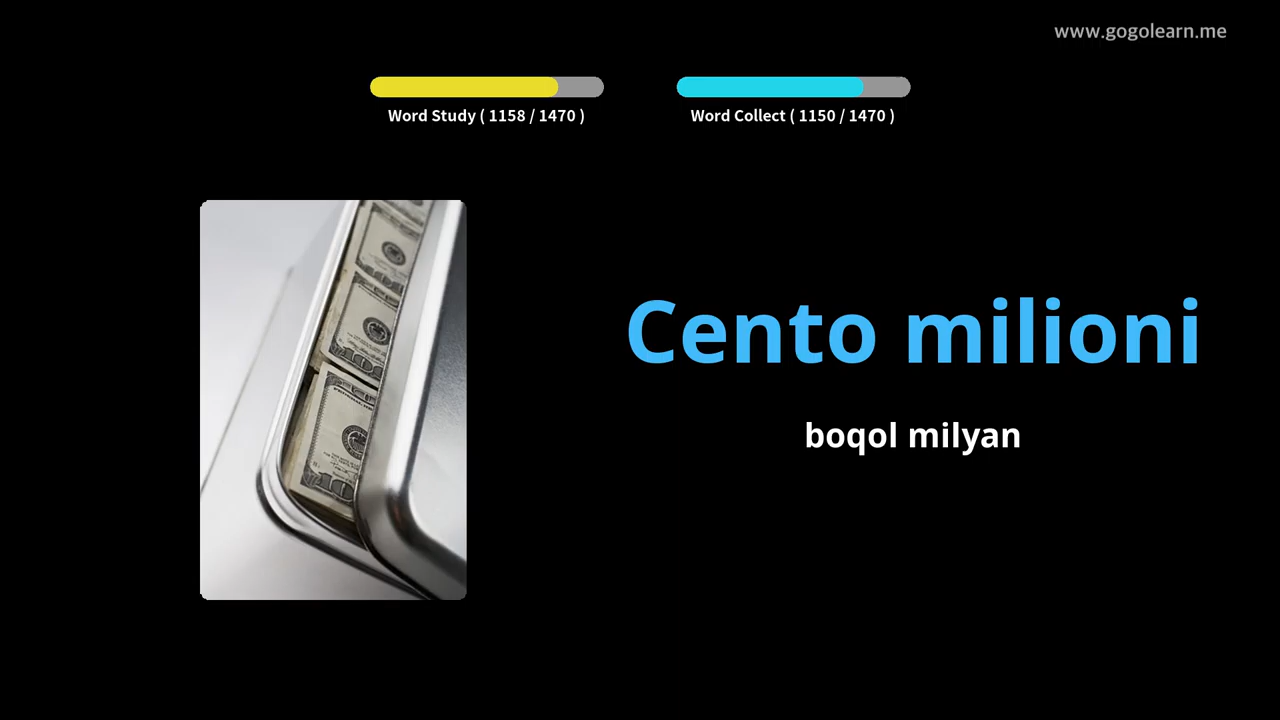 www.gogolearn.me
Word Study ( 1158 / 1470 )
Word Collect ( 1150 / 1470 )
Cento milioni
boqol milyan